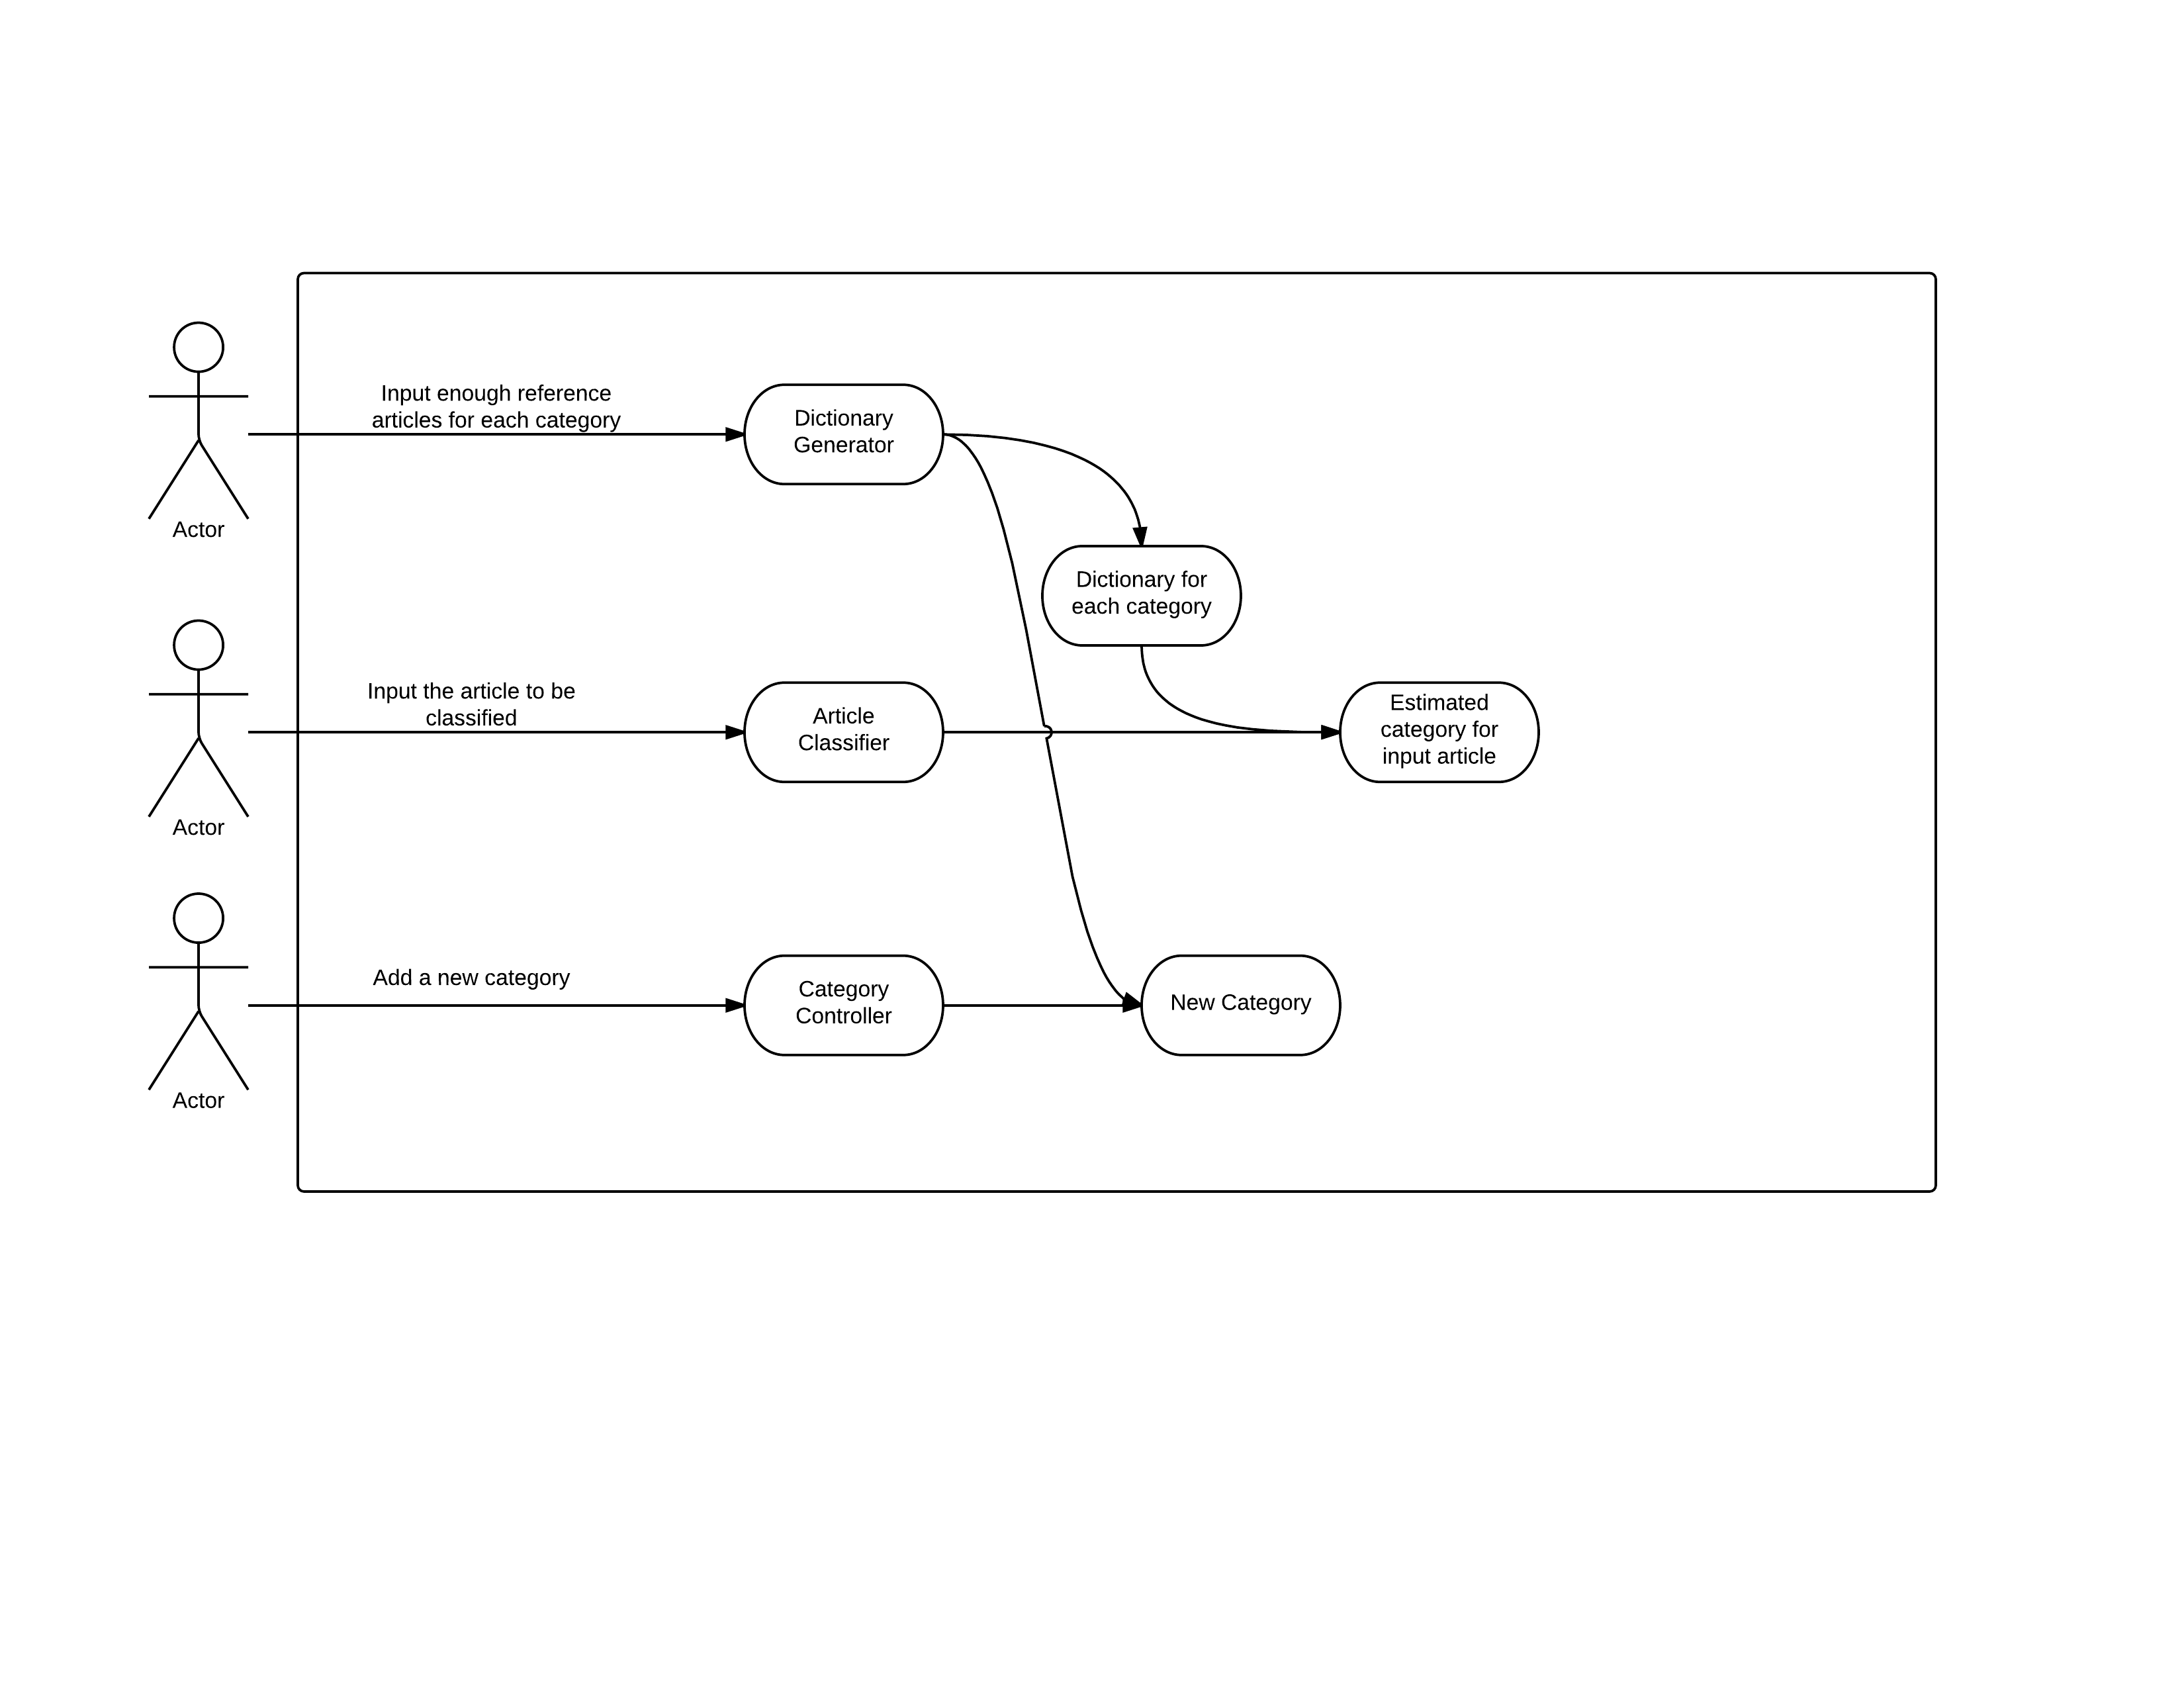 Input enough reference
articles for each category
Dictionary
Generator
Actor
Dictionary for
each category
Input the article to be
classified
Article
Classifier
Estimated
category for
input article
Actor
Add a new category
Category
Controller
New Category
Actor